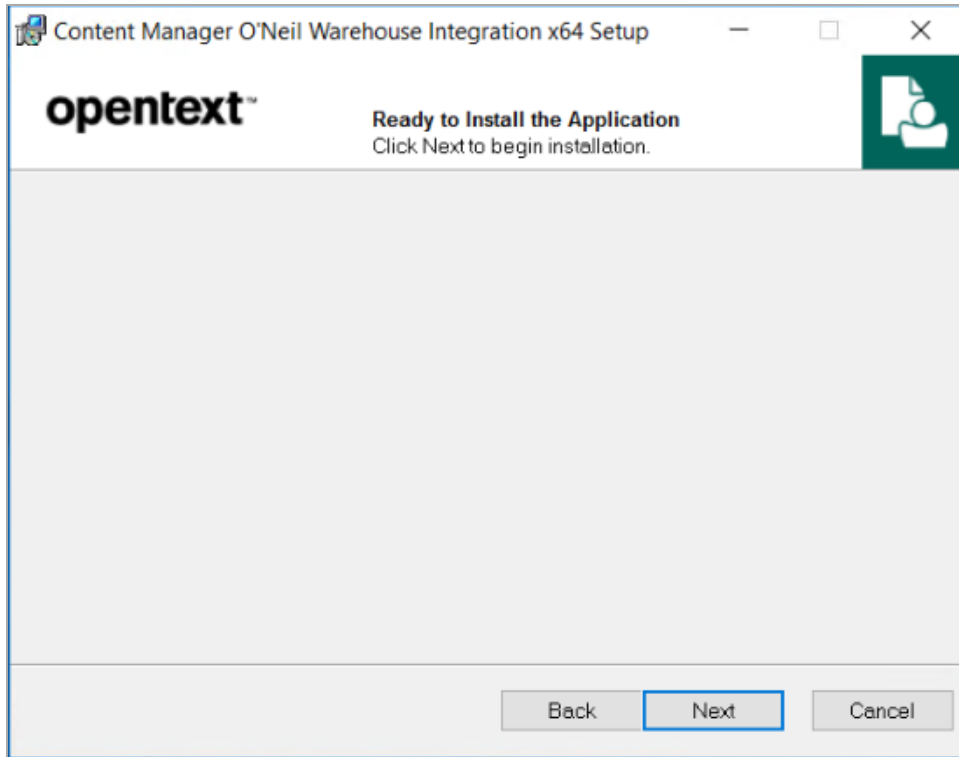 Content Manager O'Neil Warehouse Integration x64 Setup
opentext™
Ready to Install the Application
Click Next to begin installation.
Back
Next
Cancel